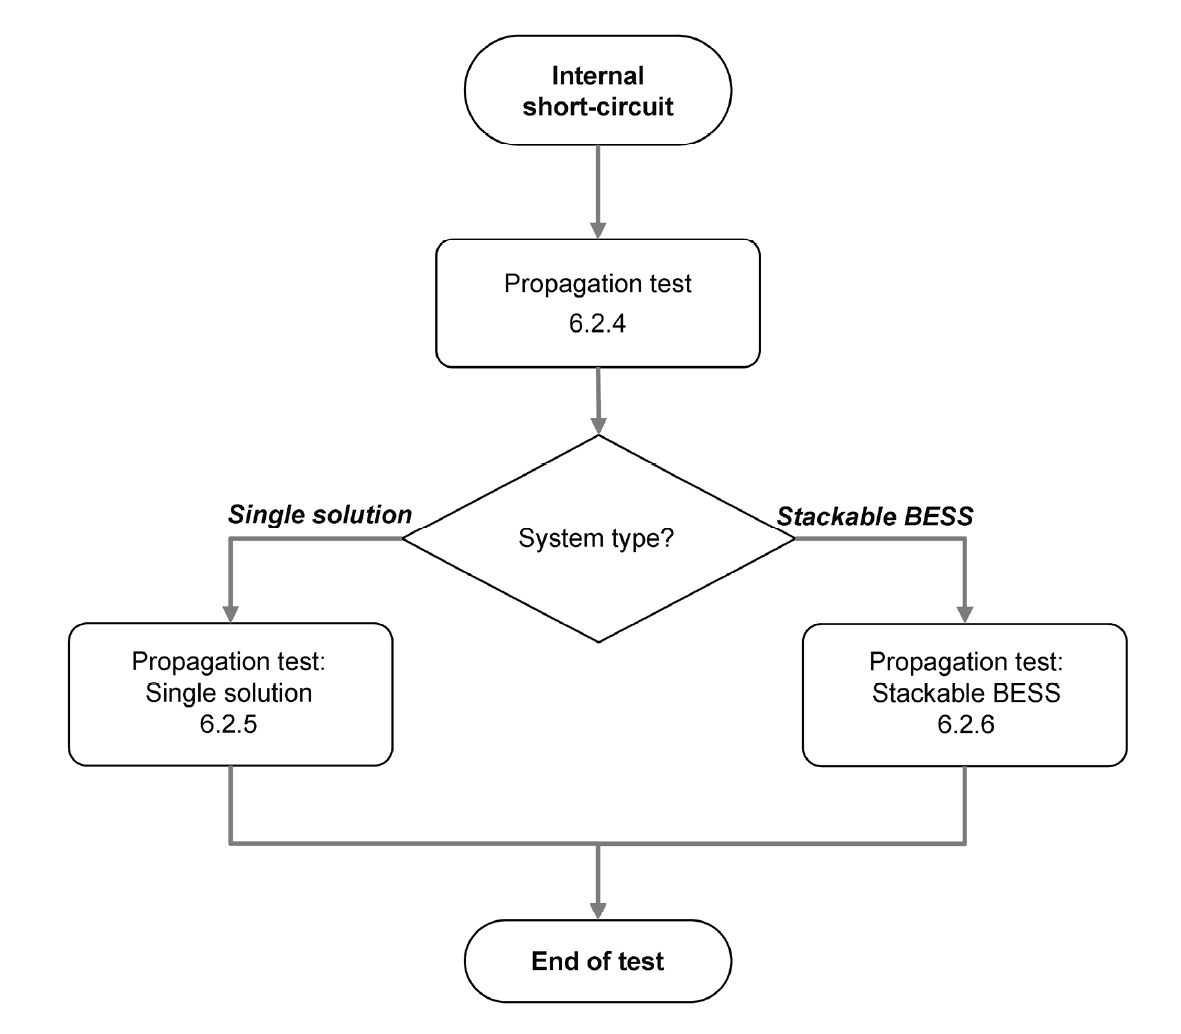 Internal
short-circuit
Propagation test
6.2.4
System type?
Single solution
Stackable BESS
Propagation test:
Single solution
6.2.5
Propagation test:
Stackable BESS
6.2.6
End of test